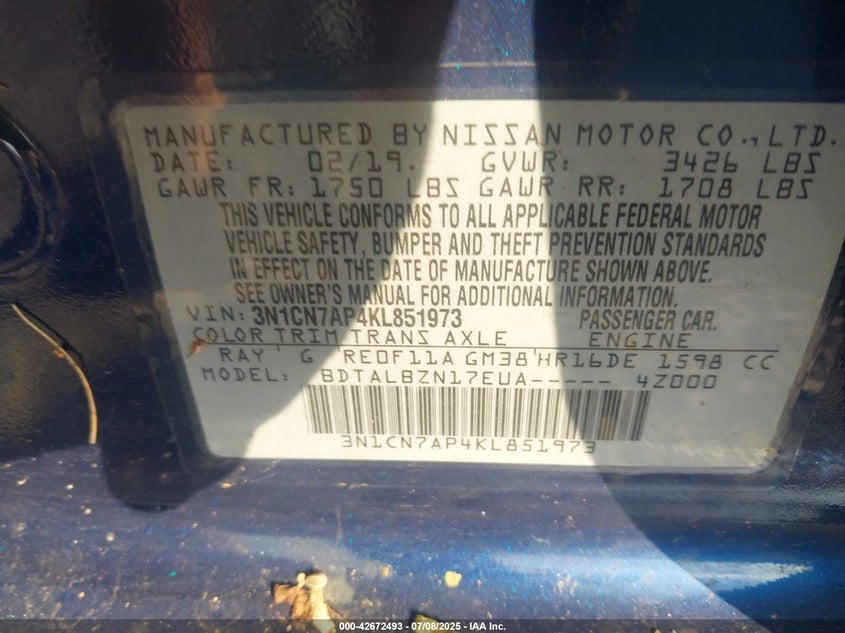 MANUFACTURED BY NISSAN MOTOR CO., LTD.
DATE: 02/19. GVWR: 3426 LBS
GAWR FR: 1750 LBS GAWR RR: 1708 LBS
THIS VEHICLE CONFORMS TO ALL APPLICABLE FEDERAL MOTOR
VEHICLE SAFETY, BUMPER AND THEFT PREVENTION STANDARDS
IN EFFECT ON THE DATE OF MANUFACTURE SHOWN ABOVE.
SEE OWNER'S MANUAL FOR ADDITIONAL INFORMATION.
VIN: 3N1CN7AP4KL851973 PASSENGER CAR.
COLOR TRIM TRANS AXLE ENGINE
RAY G RE0F11A GM38 HR16DE 1598 CC
MODEL: BDTALBZN17EUA----- 4Z000
3N1CN7AP4KL851973
000-42672493 - 07/08/2025 - IAA Inc.